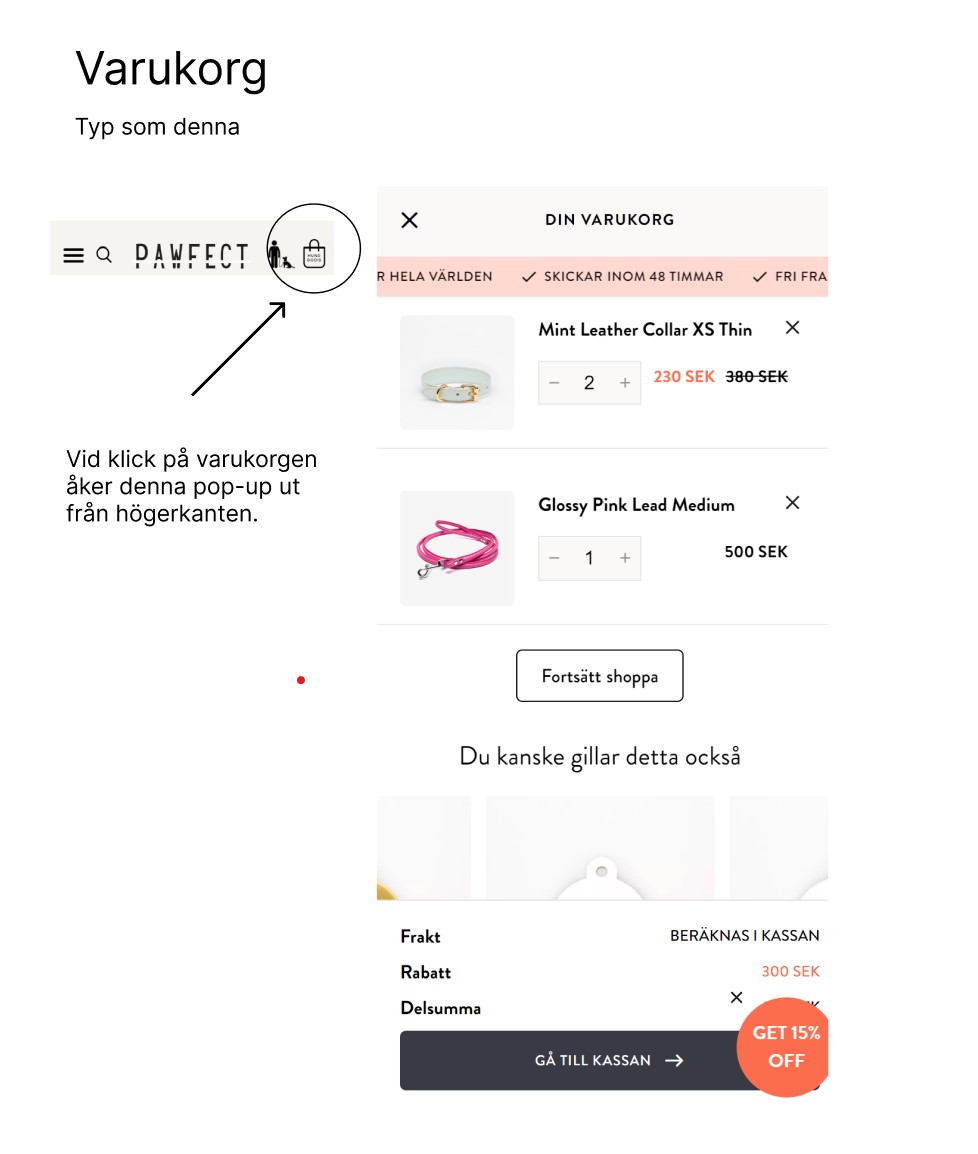 Varukorg
Typ som denna
PAWFECT
HUND
GODIS
Vid klick på varukorgen
åker denna pop-up ut
från högerkanten.
DIN VARUKORG
R HELA VÄRLDEN
SKICKAR INOM 48 TIMMAR
FRI FRA
Mint Leather Collar XS Thin
− 2 + 230 SEK 380 SEK
Glossy Pink Lead Medium
− 1 + 500 SEK
Fortsätt shoppa
Du kanske gillar detta också
Frakt BERÄKNAS I KASSAN
Rabatt 300 SEK
Delsumma
GÅ TILL KASSAN →
GET 15%
OFF